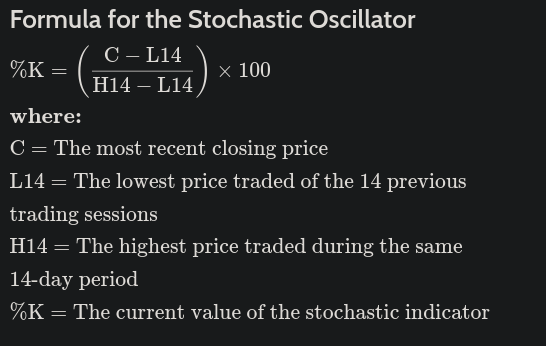 Formula for the Stochastic Oscillator
%K = ( (C − L14) / (H14 − L14) ) × 100
where:
C = The most recent closing price
L14 = The lowest price traded of the 14 previous
trading sessions
H14 = The highest price traded during the same
14-day period
%K = The current value of the stochastic indicator